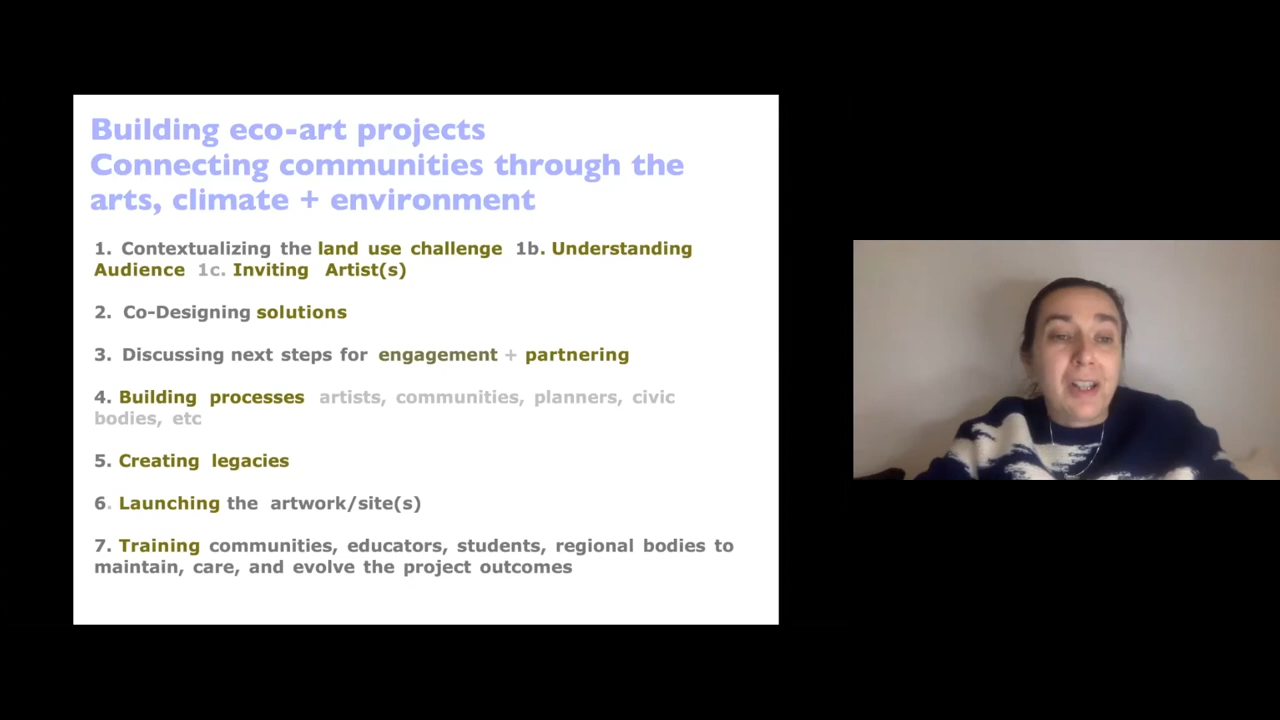 Building eco-art projects
Connecting communities through the
arts, climate + environment
1. Contextualizing the land use challenge 1b. Understanding
Audience 1c. Inviting Artist(s)
2. Co-Designing solutions
3. Discussing next steps for engagement + partnering
4. Building processes artists, communities, planners, civic
bodies, etc
5. Creating legacies
6. Launching the artwork/site(s)
7. Training communities, educators, students, regional bodies to
maintain, care, and evolve the project outcomes